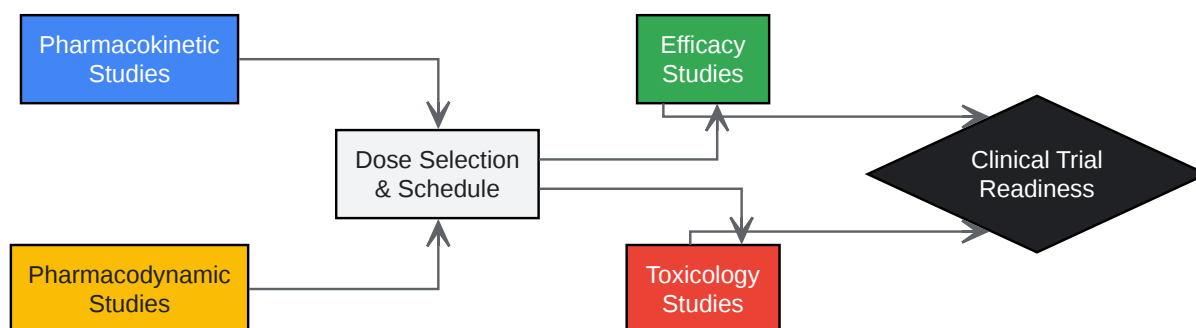 Pharmacokinetic
Studies
Efficacy
Studies
Dose Selection
& Schedule
Clinical Trial
Readiness
Pharmacodynamic
Studies
Toxicology
Studies